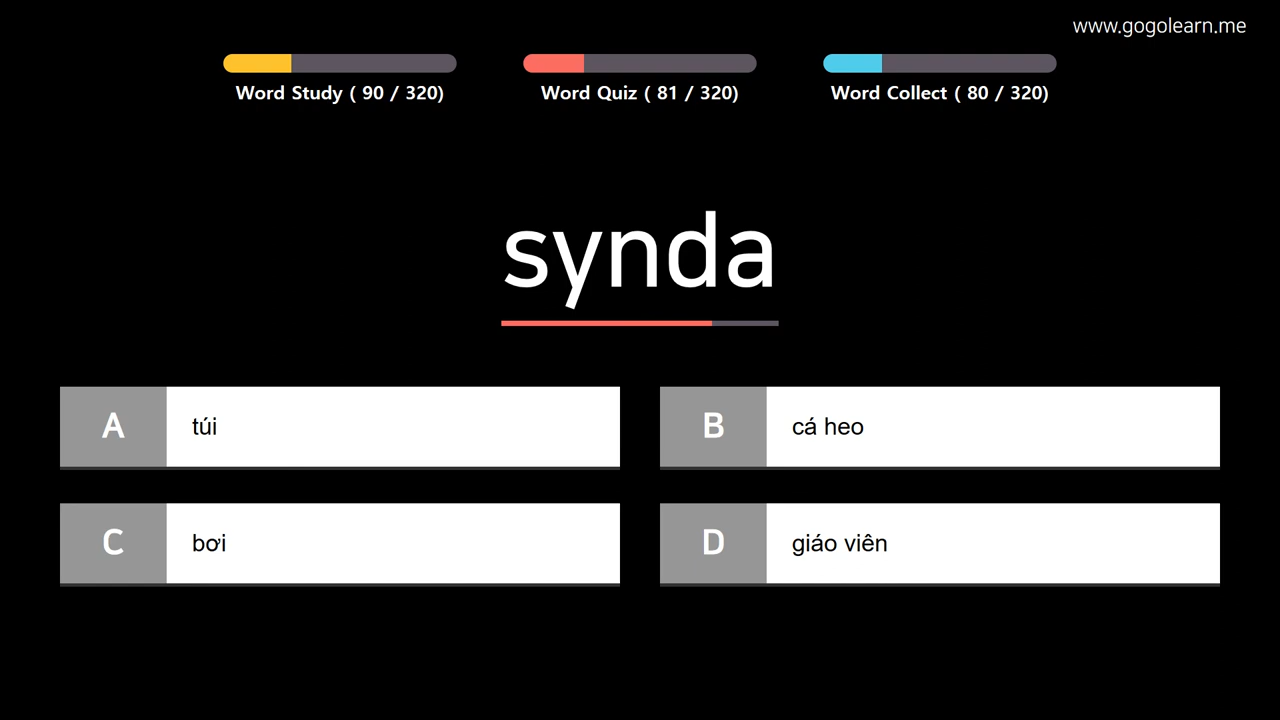 www.gogolearn.me
Word Study ( 90 / 320)
Word Quiz ( 81 / 320)
Word Collect ( 80 / 320)
synda
A túi
B cá heo
C bơi
D giáo viên